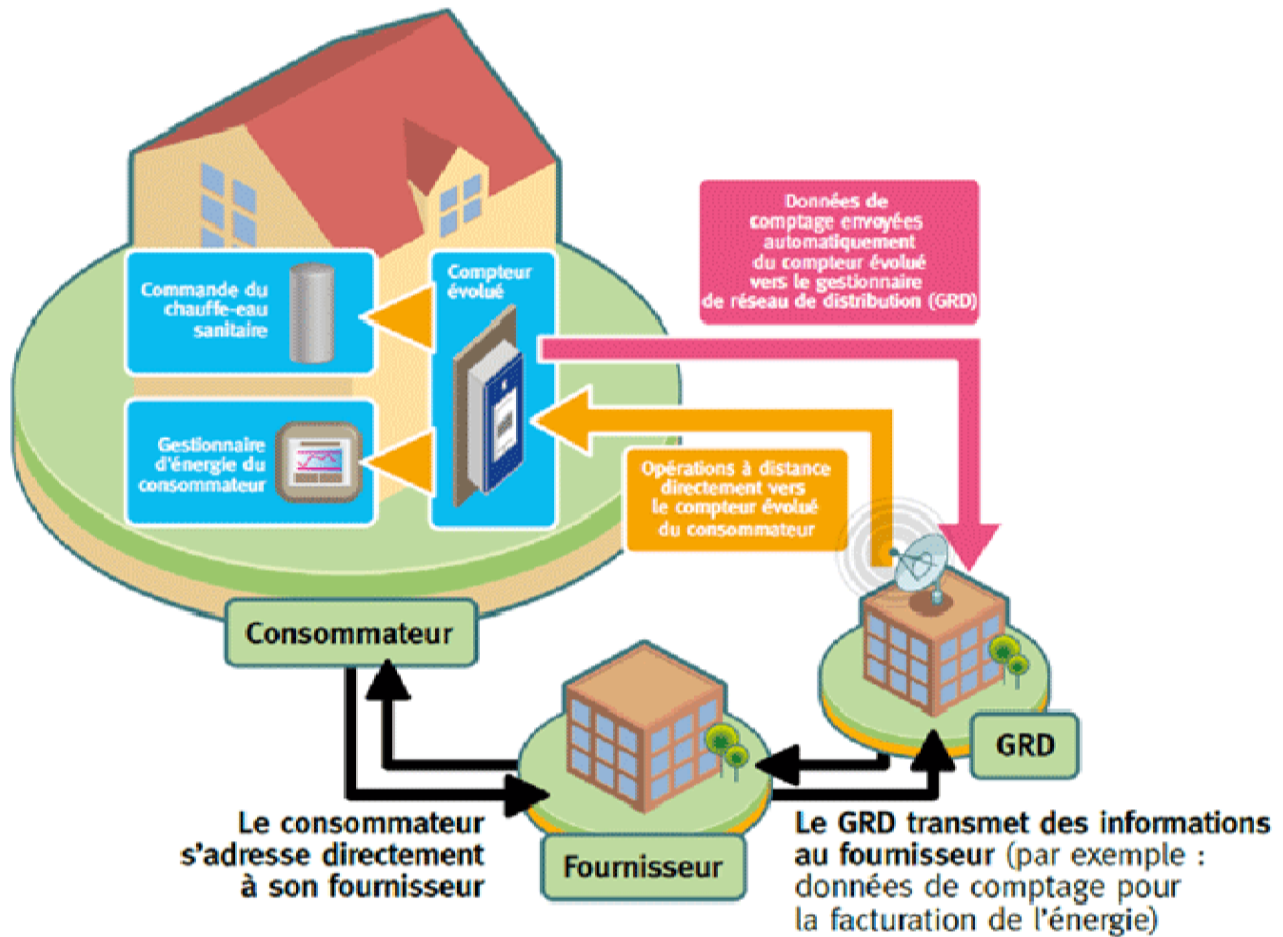 Données de
comptage envoyées
automatiquement
du compteur évolué
vers le gestionnaire
de réseau de distribution (GRD)
Compteur
évolué
Commande du
chauffe-eau
sanitaire
Gestionnaire
d'énergie du
consommateur
Opérations à distance
directement vers
le compteur évolué
du consommateur
Consommateur
GRD
Fournisseur
Le consommateur
s'adresse directement
à son fournisseur
Le GRD transmet des informations
au fournisseur (par exemple :
données de comptage pour
la facturation de l'énergie)